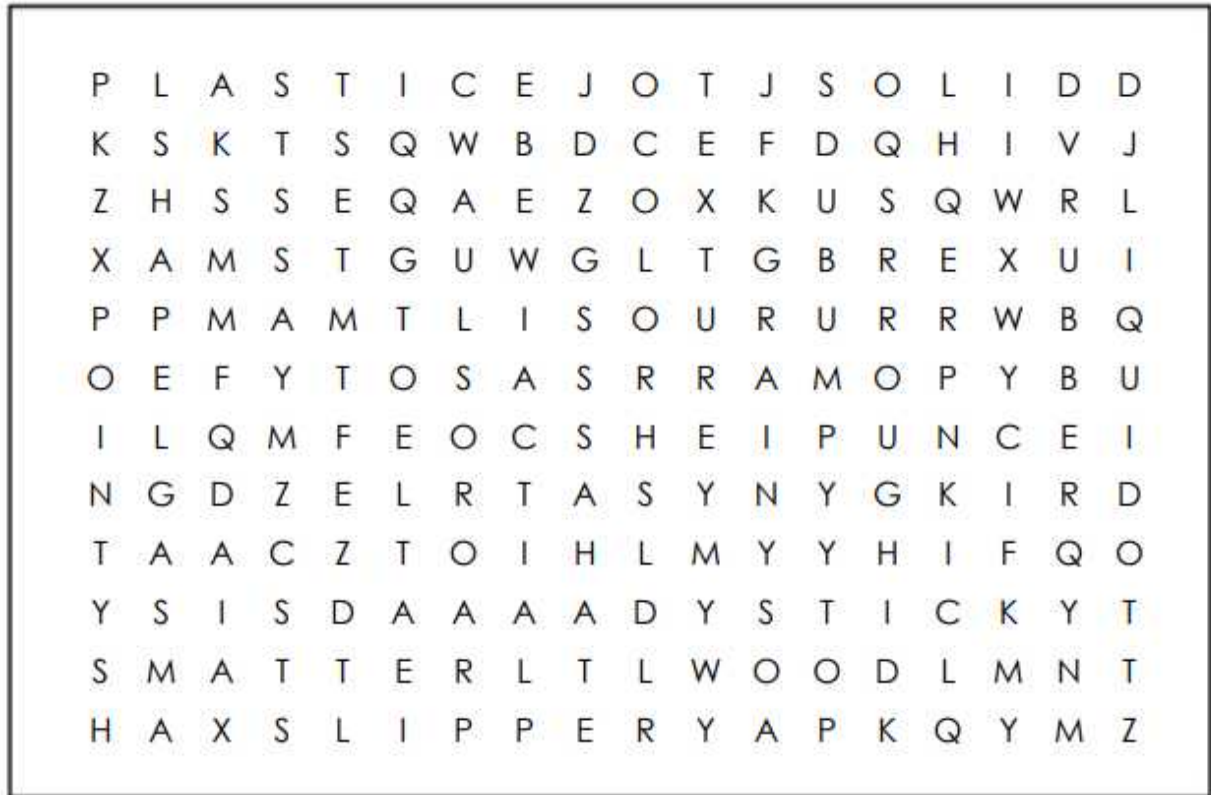 P L A S T I C E J O T J S O L I D D
K S K T S Q W B D C E F D Q H I V J
Z H S S E Q A E Z O X K U S Q W R L
X A M S T G U W G L T G B R E X U I
P P M A M T L I S O U R U R R W B Q
O E F Y T O S A S R R A M O P Y B U
I L Q M F E O C S H E I P U N C E I
N G D Z E L R T A S Y N Y G K I R D
T A A C Z T O I H L M Y Y H I F Q O
Y S I S D A A A A D Y S T I C K Y T
S M A T T E R L T L W O O D L M N T
H A X S L I P P E R Y A P K Q Y M Z